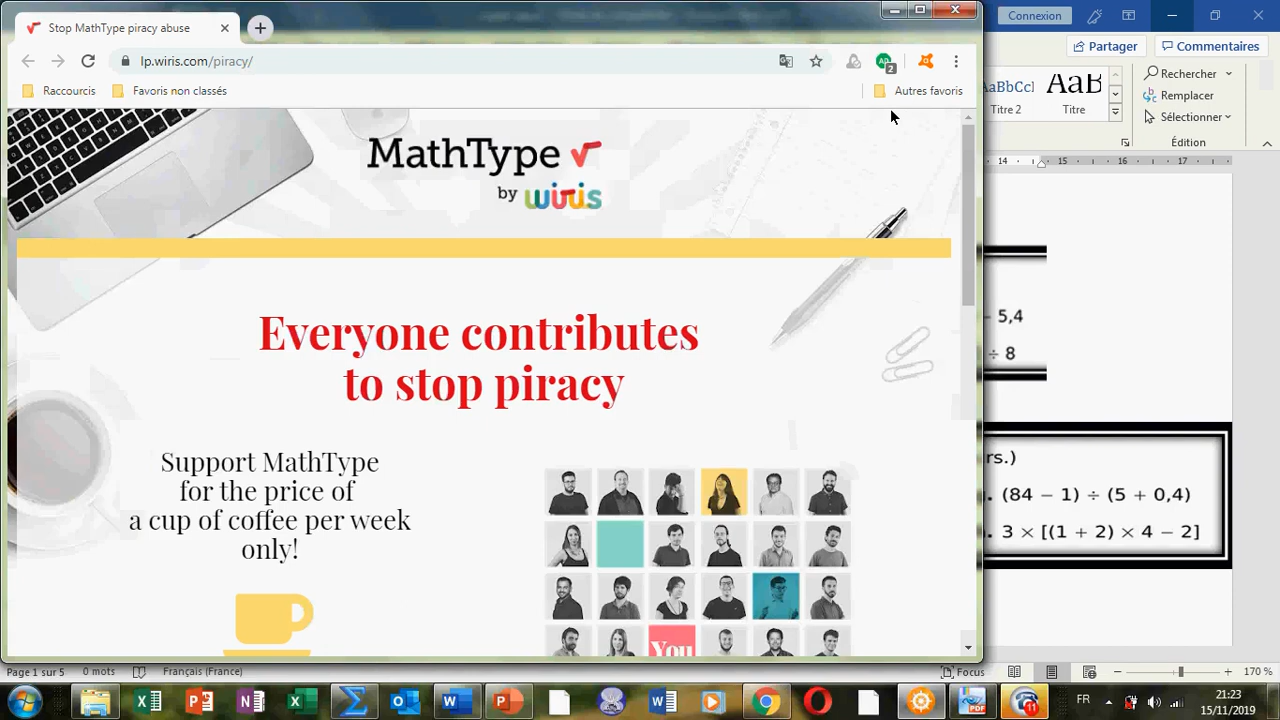 Stop MathType piracy abuse
Connexion
lp.wiris.com/piracy/
Partager
Commentaires
Raccourcis
Favoris non classés
2
Autres favoris
AaBbCcI
AaB
Titre 2
Titre
Rechercher
Remplacer
Sélectionner
Édition
14
15
16
17
MathType
by wiris
Everyone contributes
to stop piracy
Support MathType
for the price of
a cup of coffee per week
only!
You
− 5,4
÷ 8
rs.)
(84 − 1) ÷ (5 + 0,4)
3 × [(1 + 2) × 4 − 2]
Page 1 sur 5
0 mots
Français (France)
Focus
170 %
FR
11
21:23
15/11/2019